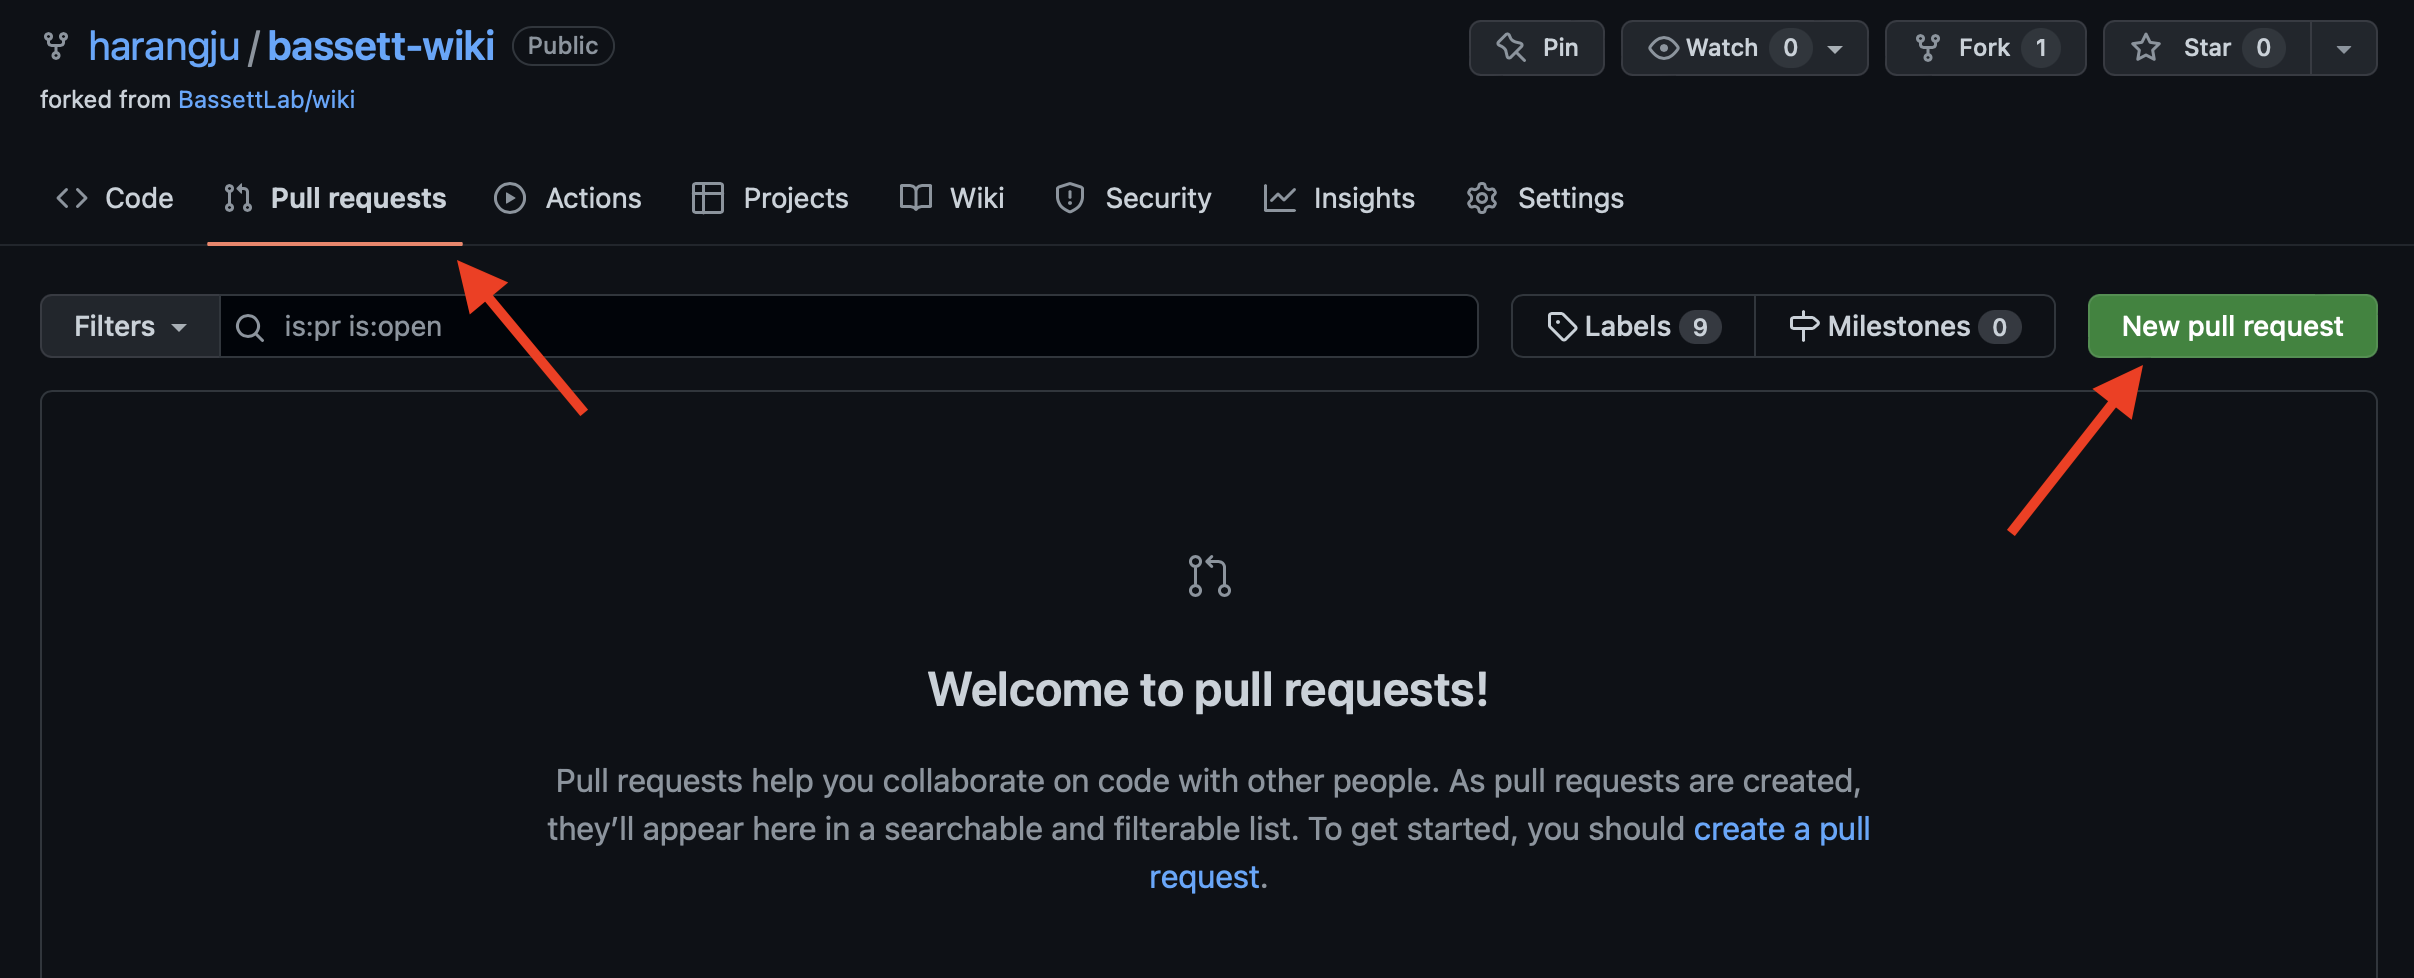 harangju / bassett-wiki Public Pin Watch 0 Fork 1 Star 0
forked from BassettLab/wiki
Code Pull requests Actions Projects Wiki Security Insights Settings
Filters is:pr is:open Labels 9 Milestones 0 New pull request
Welcome to pull requests!
Pull requests help you collaborate on code with other people. As pull requests are created,
they’ll appear here in a searchable and filterable list. To get started, you should create a pull
request.